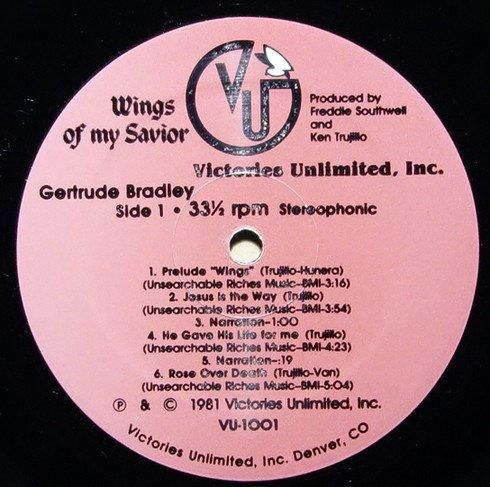 VU
Wings
of my Savior
Produced by
Freddie Southwell
and
Ken Trujillo
Victories Unlimited, Inc.
Gertrude Bradley
Side 1 • 33⅓ rpm Stereophonic
1. Prelude "Wings" (Trujillo-Hunera)
(Unsearchable Riches Music-BMI-3:16)
2. Jesus is the Way (Trujillo)
(Unsearchable Riches Music-BMI-3:54)
3. Narration-1:00
4. He Gave His Life for me (Trujillo)
(Unsearchable Riches Music-BMI-4:23)
5. Narration-:19
6. Rose Over Death (Trujillo-Van)
(Unsearchable Riches Music-BMI-5:04)
℗ & © 1981 Victories Unlimited, Inc.
VU-1001
Victories Unlimited, Inc. Denver, CO